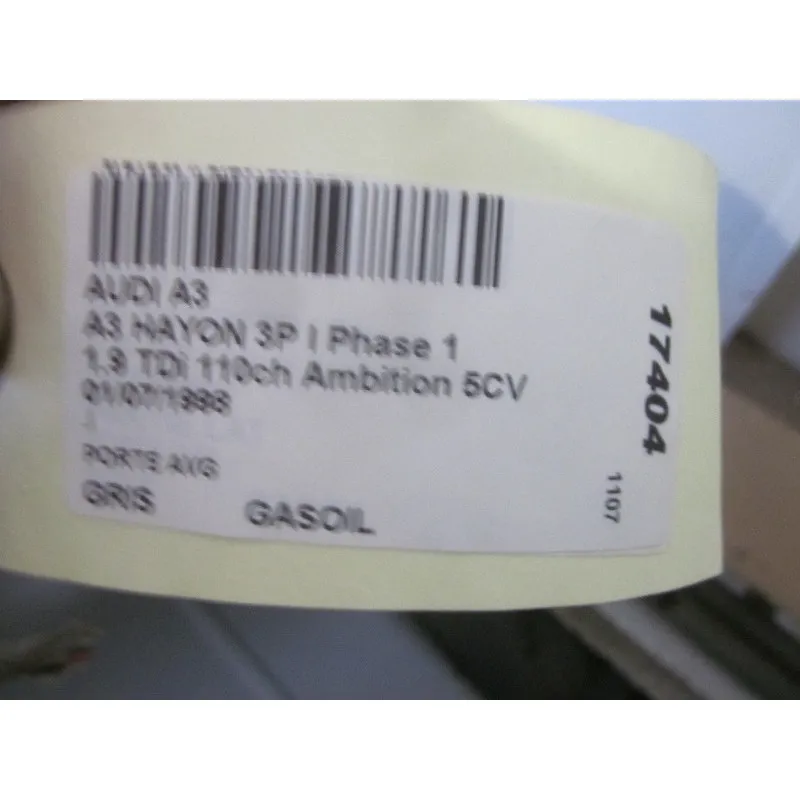 AUDI A3
A3 HAYON 3P I Phase 1
1.9 TDi 110ch Ambition 5CV
01/07/1998
PORTE AVG
GRIS GASOIL
17404
1107